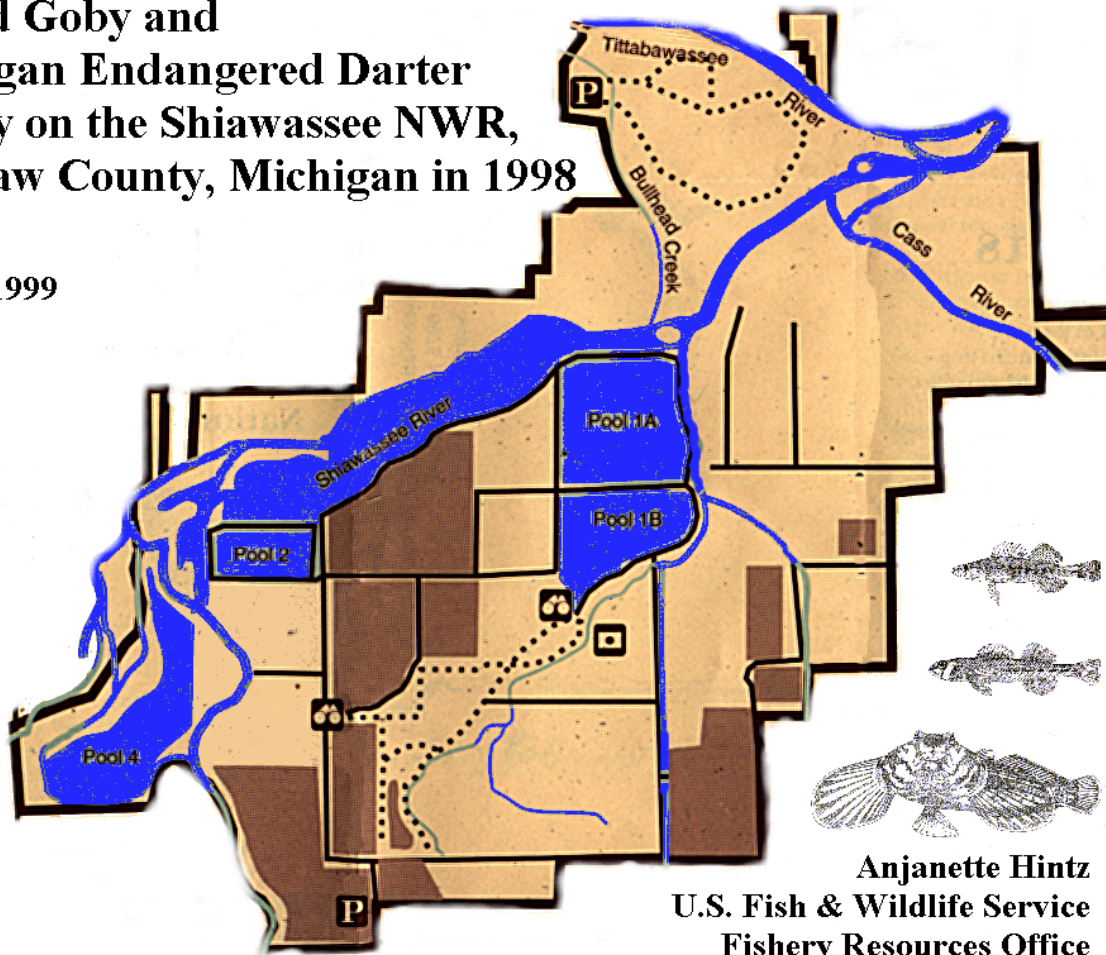 d Goby and
gan Endangered Darter
y on the Shiawassee NWR,
aw County, Michigan in 1998
1999
Tittabawassee
River
P
Bullhead Creek
Cass
River
Pool 1A
Shiawassee River
Pool 1B
Pool 2
Pool 4
P
Anjanette Hintz
U.S. Fish & Wildlife Service
Fishery Resources Office